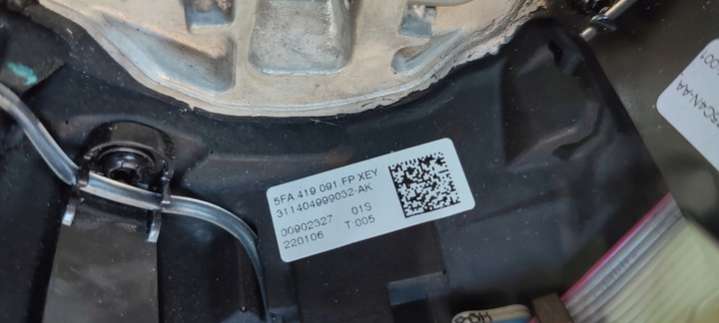 5FA 419 091 FP XEY
311404999032-AK
00902327 01S
220106 T:005